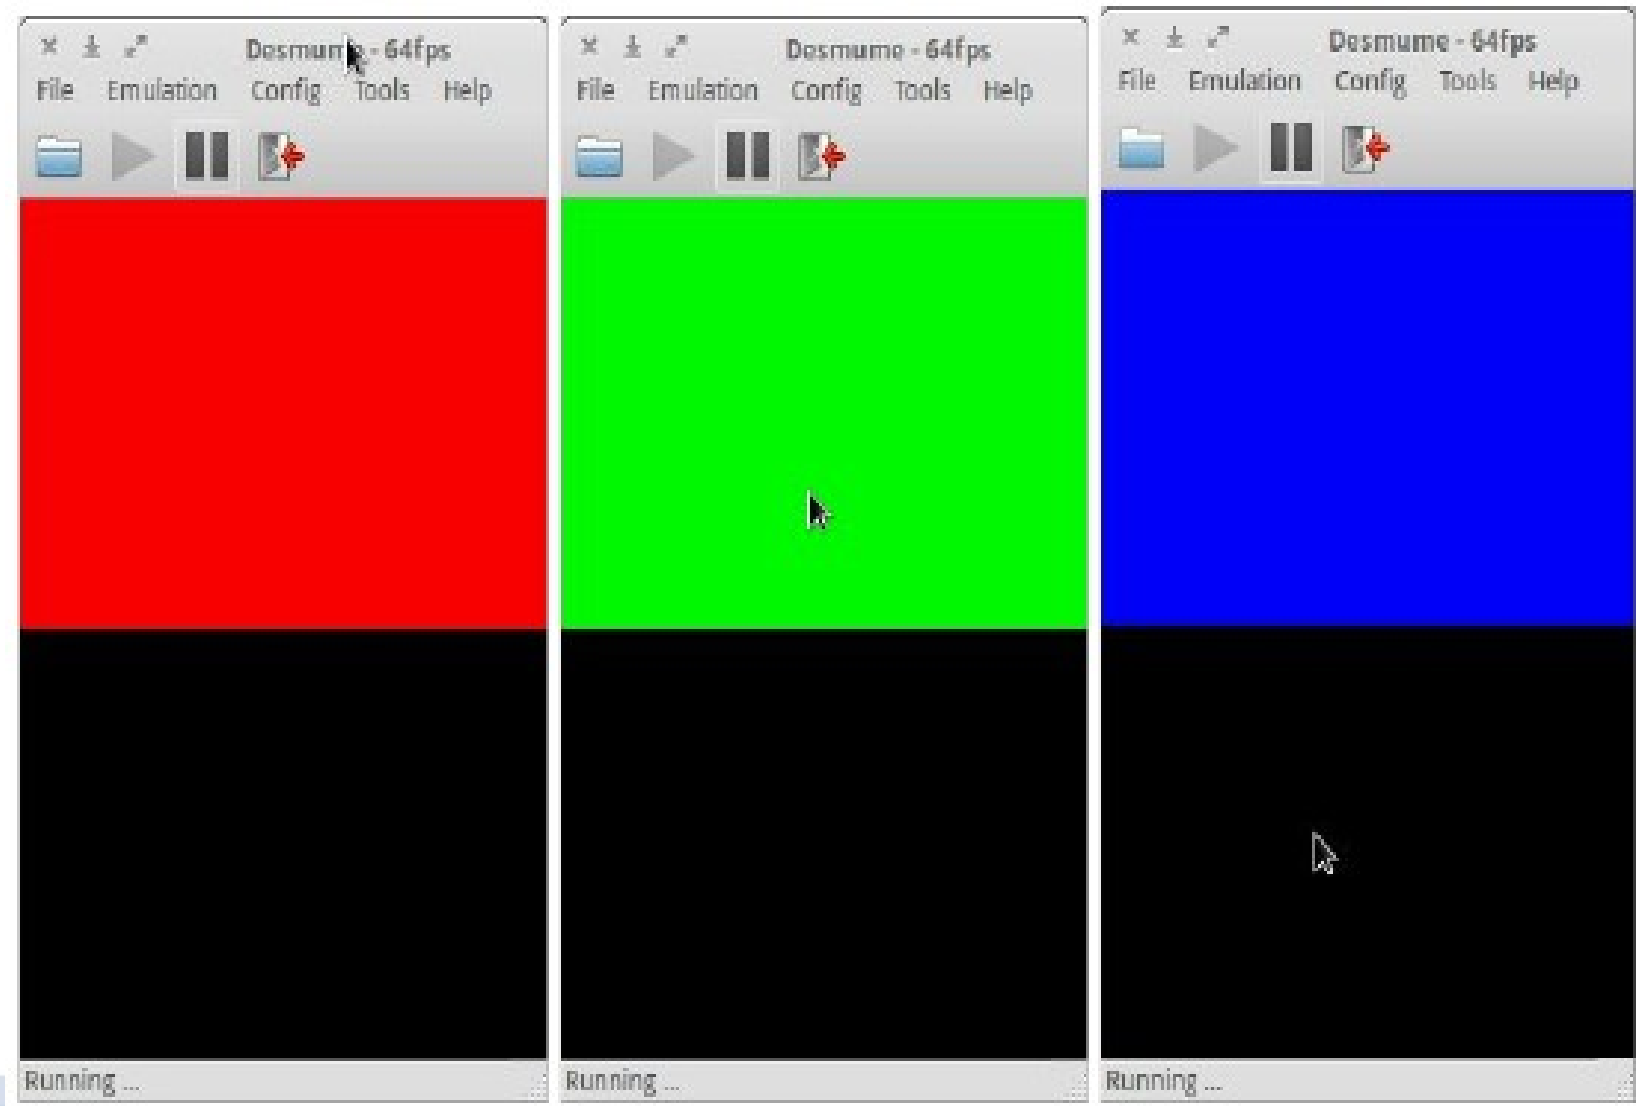 Desmume - 64fps
File Emulation Config Tools Help
Running ...
Desmume - 64fps
File Emulation Config Tools Help
Running ...
Desmume - 64fps
File Emulation Config Tools Help
Running ...